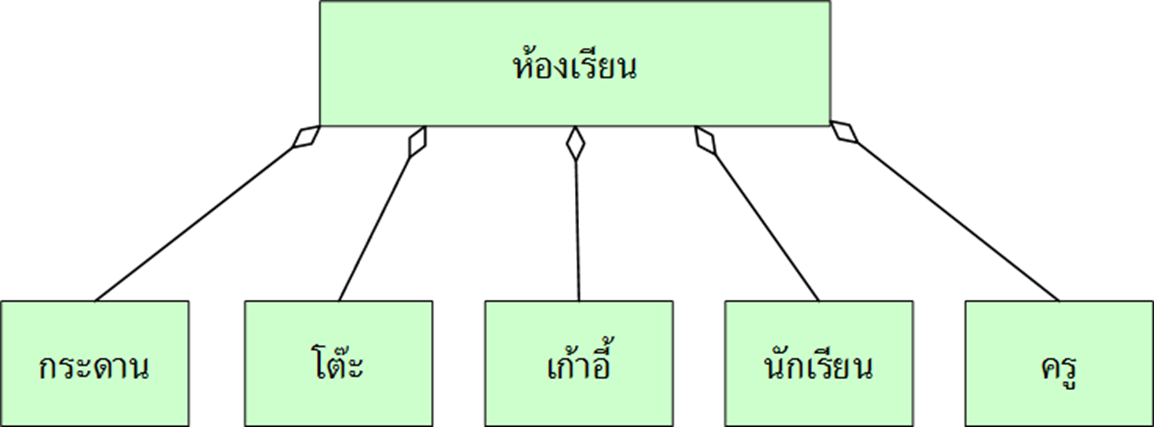 ห้องเรียน
กระดาน
โต๊ะ
เก้าอี้
นักเรียน
ครู